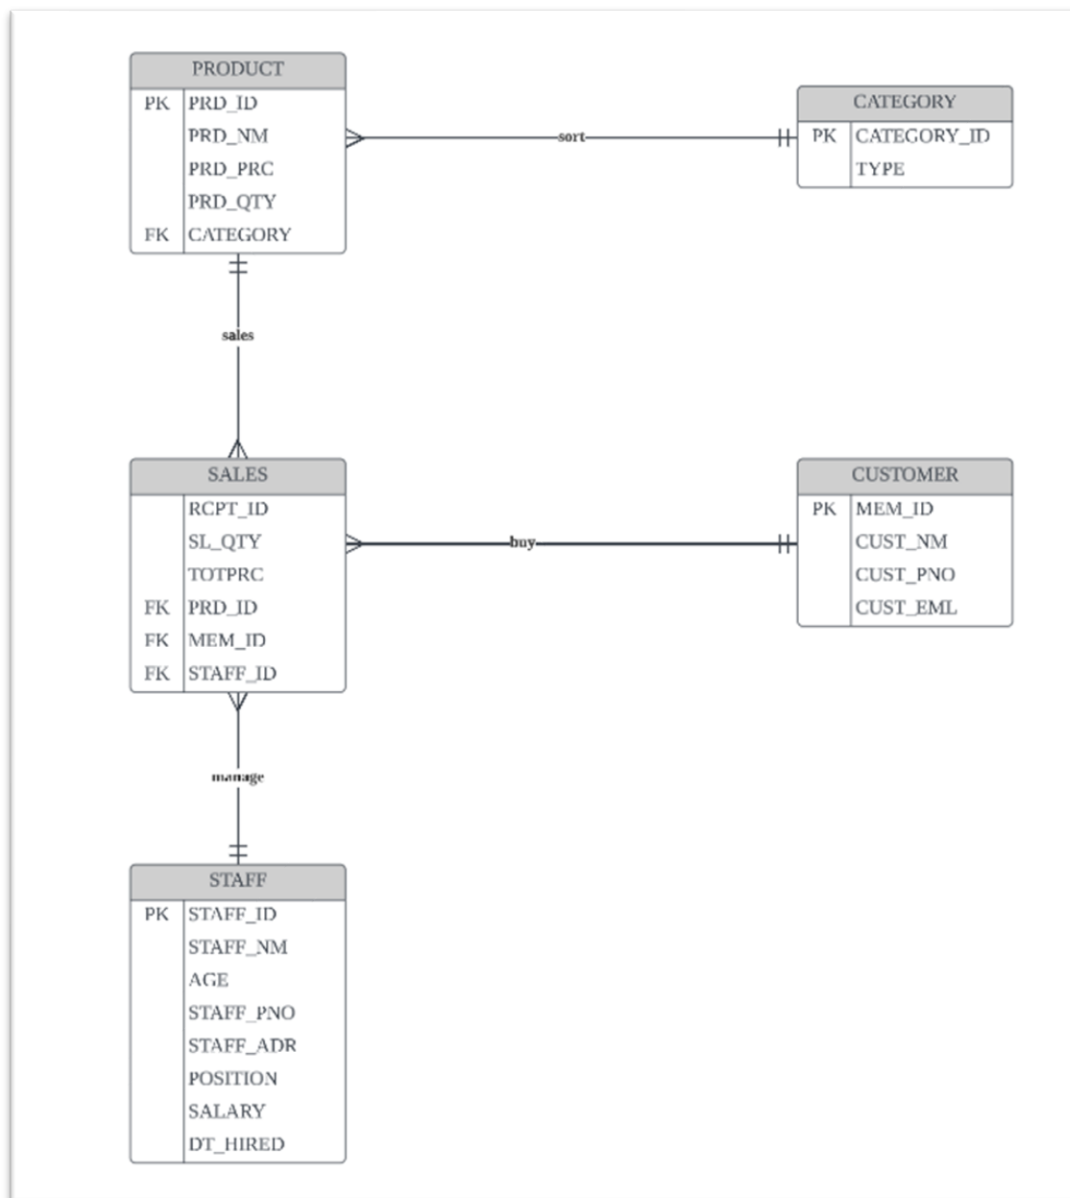 PRODUCT
PK PRD_ID
PRD_NM
PRD_PRC
PRD_QTY
FK CATEGORY
sort
CATEGORY
PK CATEGORY_ID
TYPE
sales
SALES
RCPT_ID
SL_QTY
TOTPRC
FK PRD_ID
FK MEM_ID
FK STAFF_ID
buy
CUSTOMER
PK MEM_ID
CUST_NM
CUST_PNO
CUST_EML
manage
STAFF
PK STAFF_ID
STAFF_NM
AGE
STAFF_PNO
STAFF_ADR
POSITION
SALARY
DT_HIRED